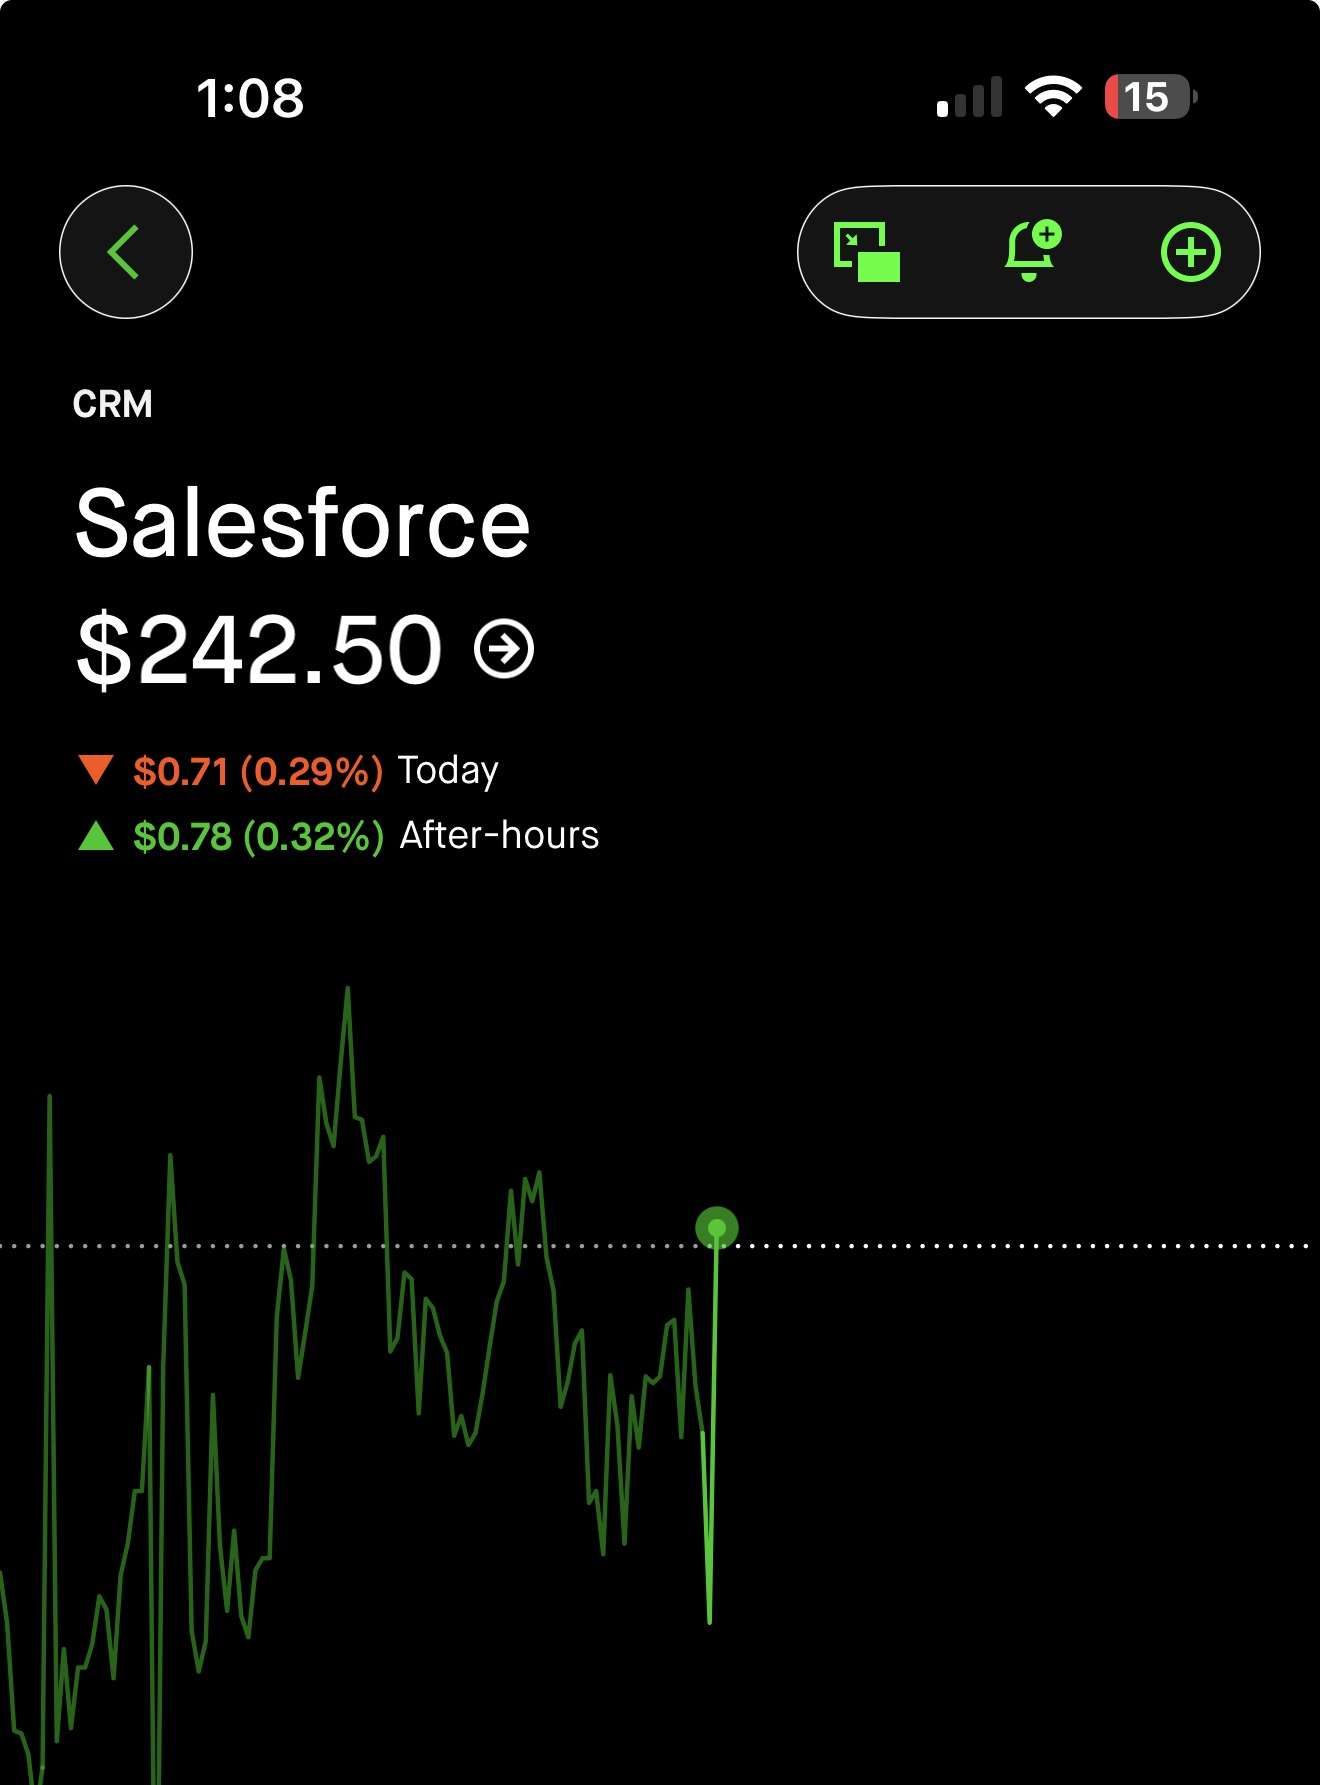 1:08 15
CRM
Salesforce
$242.50
$0.71 (0.29%) Today
$0.78 (0.32%) After-hours